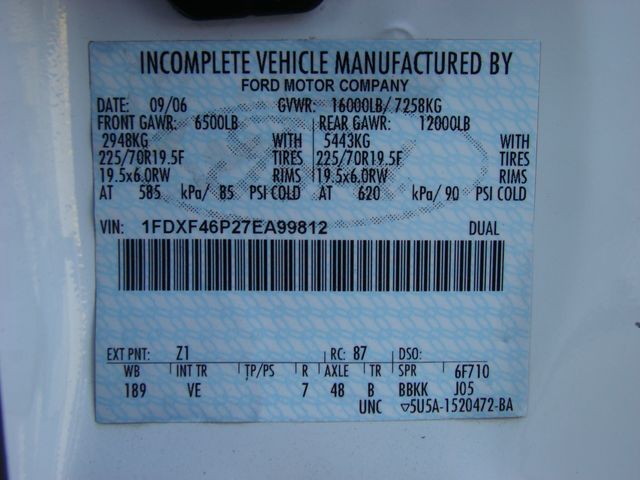 INCOMPLETE VEHICLE MANUFACTURED BY
FORD MOTOR COMPANY
DATE: 09/06 GVWR: 16000LB/7258KG
FRONT GAWR: 6500LB REAR GAWR: 12000LB
2948KG WITH 5443KG WITH
225/70R19.5F TIRES 225/70R19.5F TIRES
19.5x6.0RW RIMS 19.5x6.0RW RIMS
AT 585 kPa/ 85 PSI COLD AT 620 kPa/ 90 PSI COLD
VIN: 1FDXF46P27EA99812 DUAL
EXT PNT: Z1 RC: 87 DSO:
WB INT TR TP/PS R AXLE TR SPR 6F710
189 VE 7 48 B BBKK J05
UNC ▽5U5A-1520472-BA